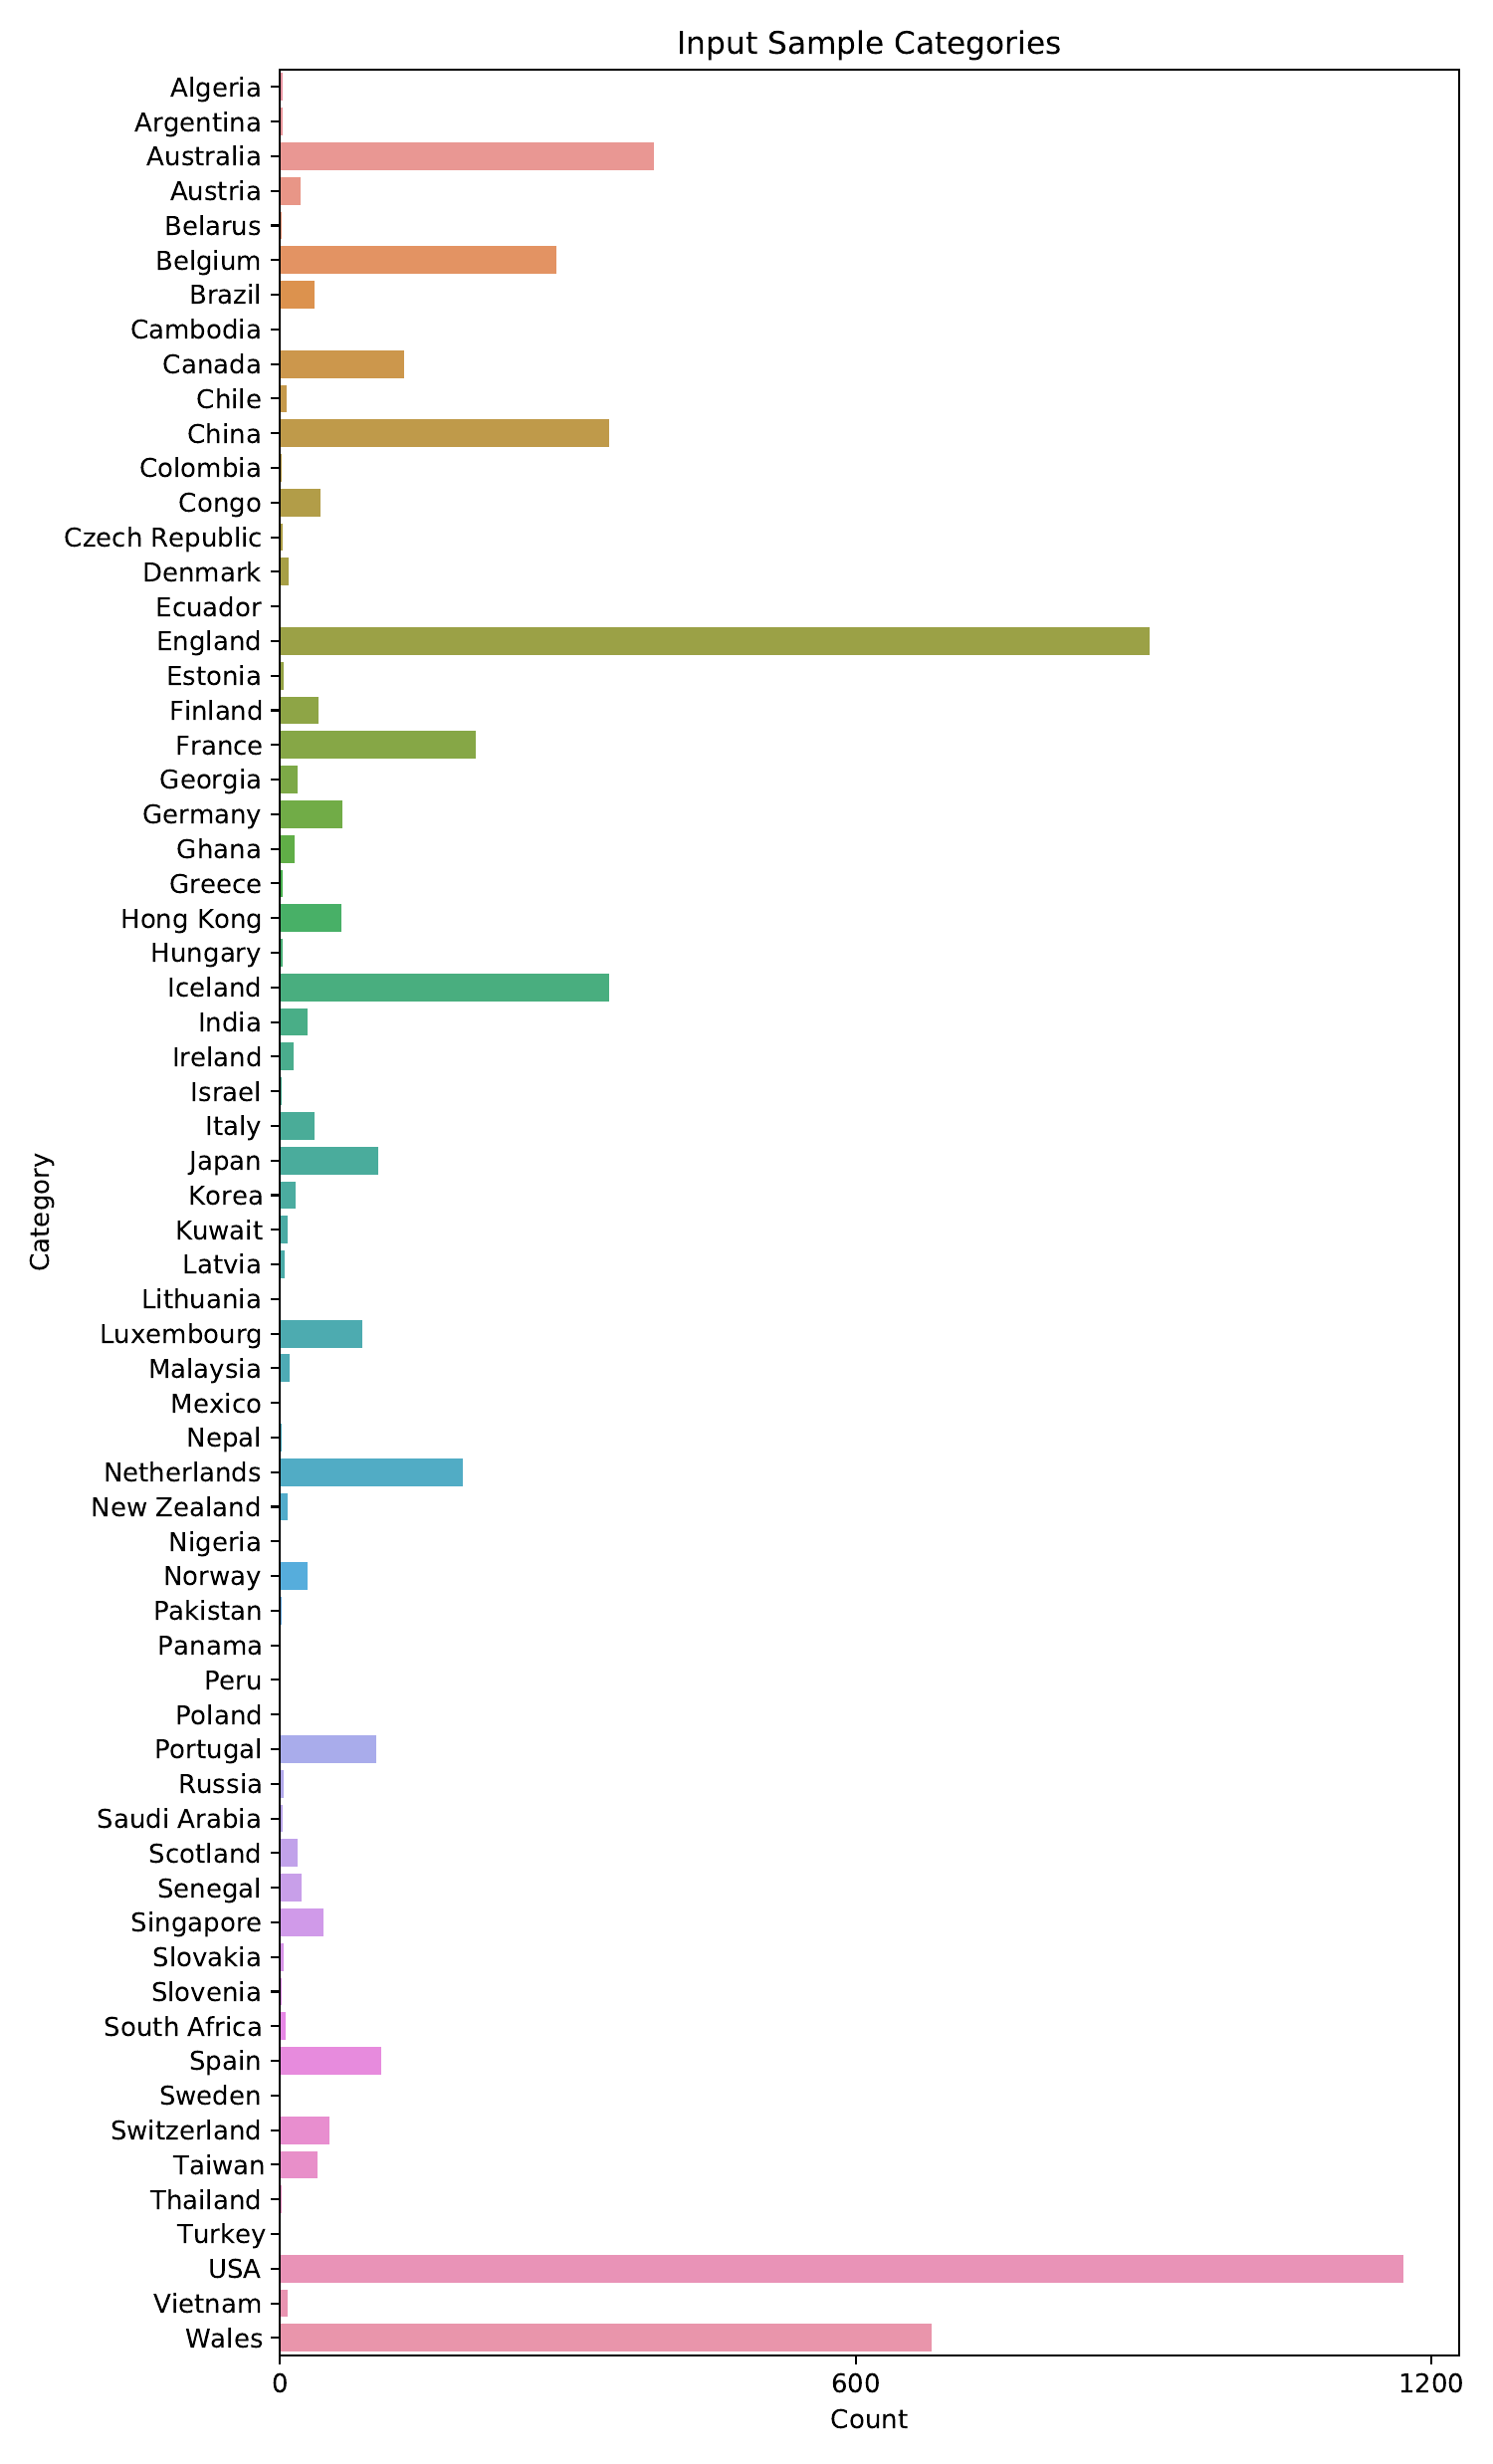 Input Sample Categories
Algeria
Argentina
Australia
Austria
Belarus
Belgium
Brazil
Cambodia
Canada
Chile
China
Colombia
Congo
Czech Republic
Denmark
Ecuador
England
Estonia
Finland
France
Georgia
Germany
Ghana
Greece
Hong Kong
Hungary
Iceland
India
Ireland
Israel
Italy
Japan
Korea
Kuwait
Latvia
Lithuania
Luxembourg
Malaysia
Mexico
Nepal
Netherlands
New Zealand
Nigeria
Norway
Pakistan
Panama
Peru
Poland
Portugal
Russia
Saudi Arabia
Scotland
Senegal
Singapore
Slovakia
Slovenia
South Africa
Spain
Sweden
Switzerland
Taiwan
Thailand
Turkey
USA
Vietnam
Wales
Category
0 600 1200
Count